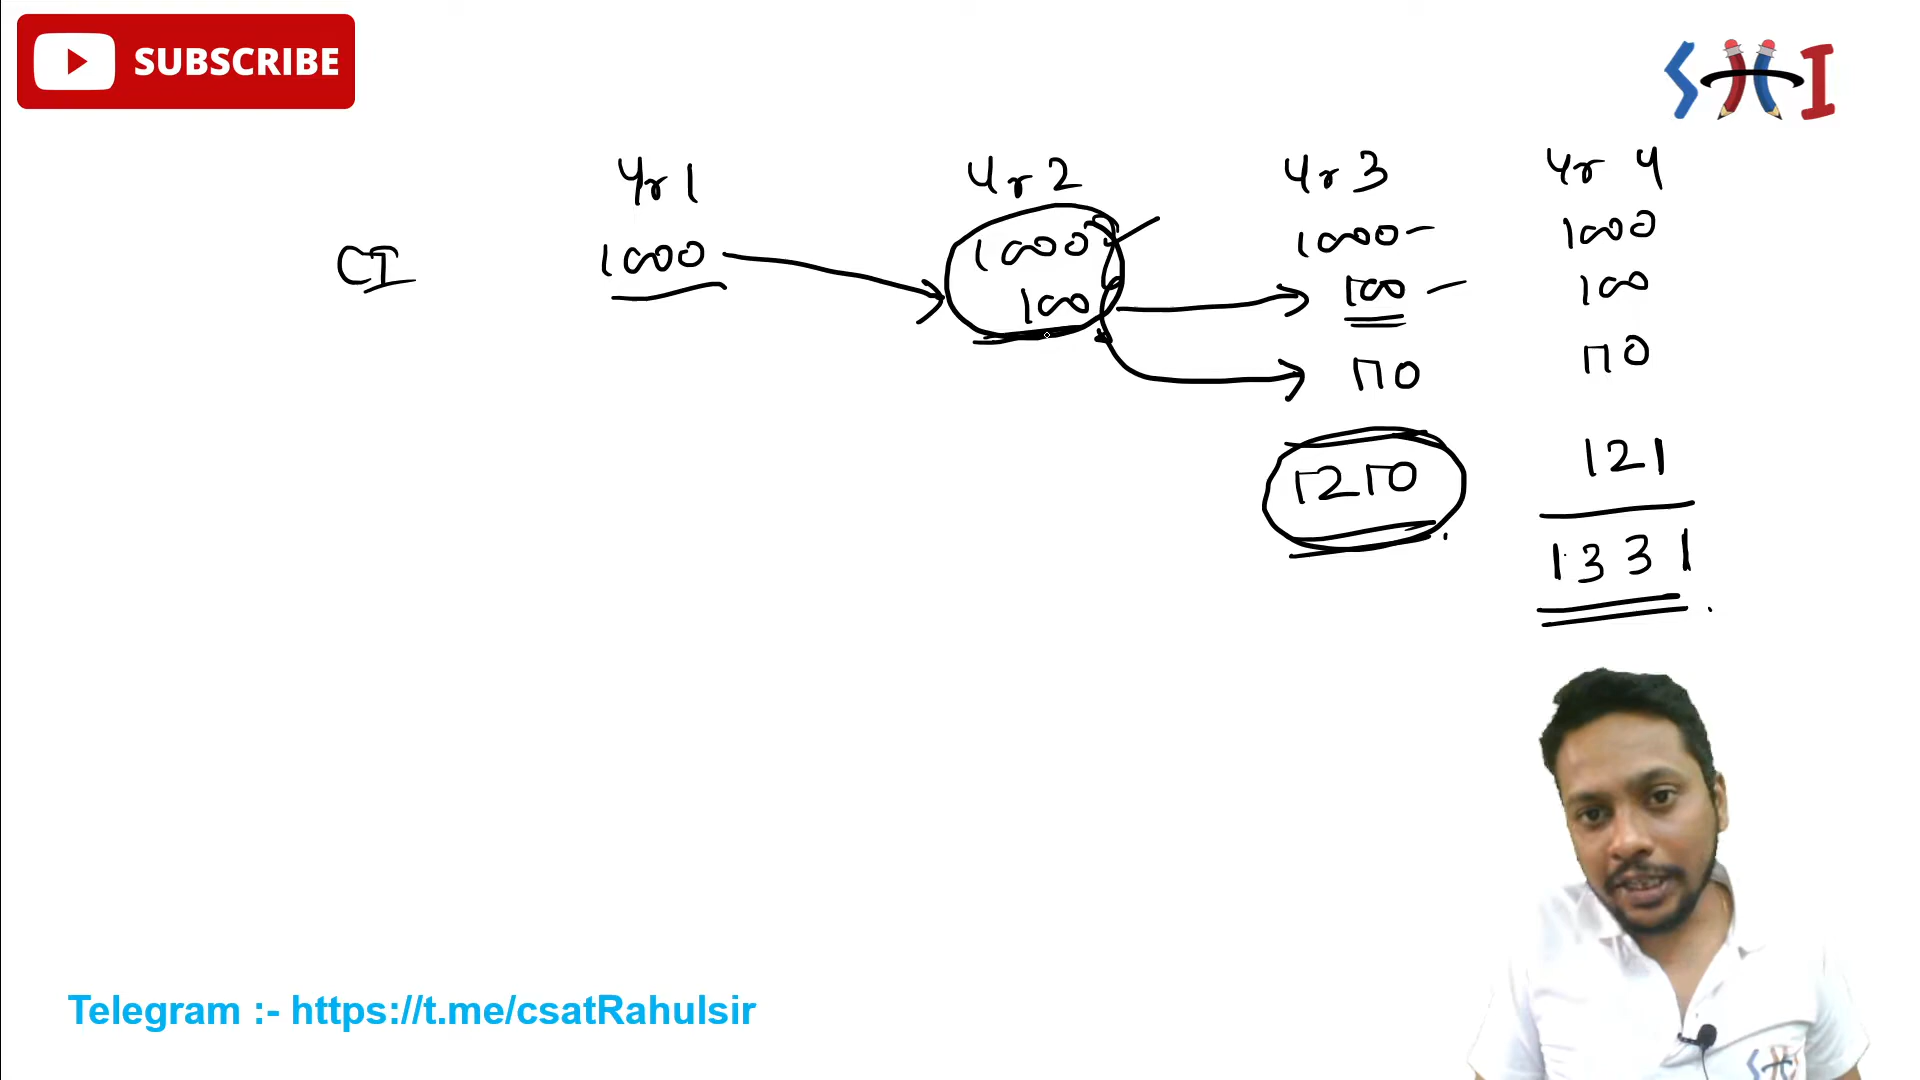 SUBSCRIBE
SHI
Yr 1 Yr 2 Yr 3 Yr 4
CI 1000 1000 1000 1000
100 100 100
110 110
1210 121
1331
Telegram :- https://t.me/csatRahulsir